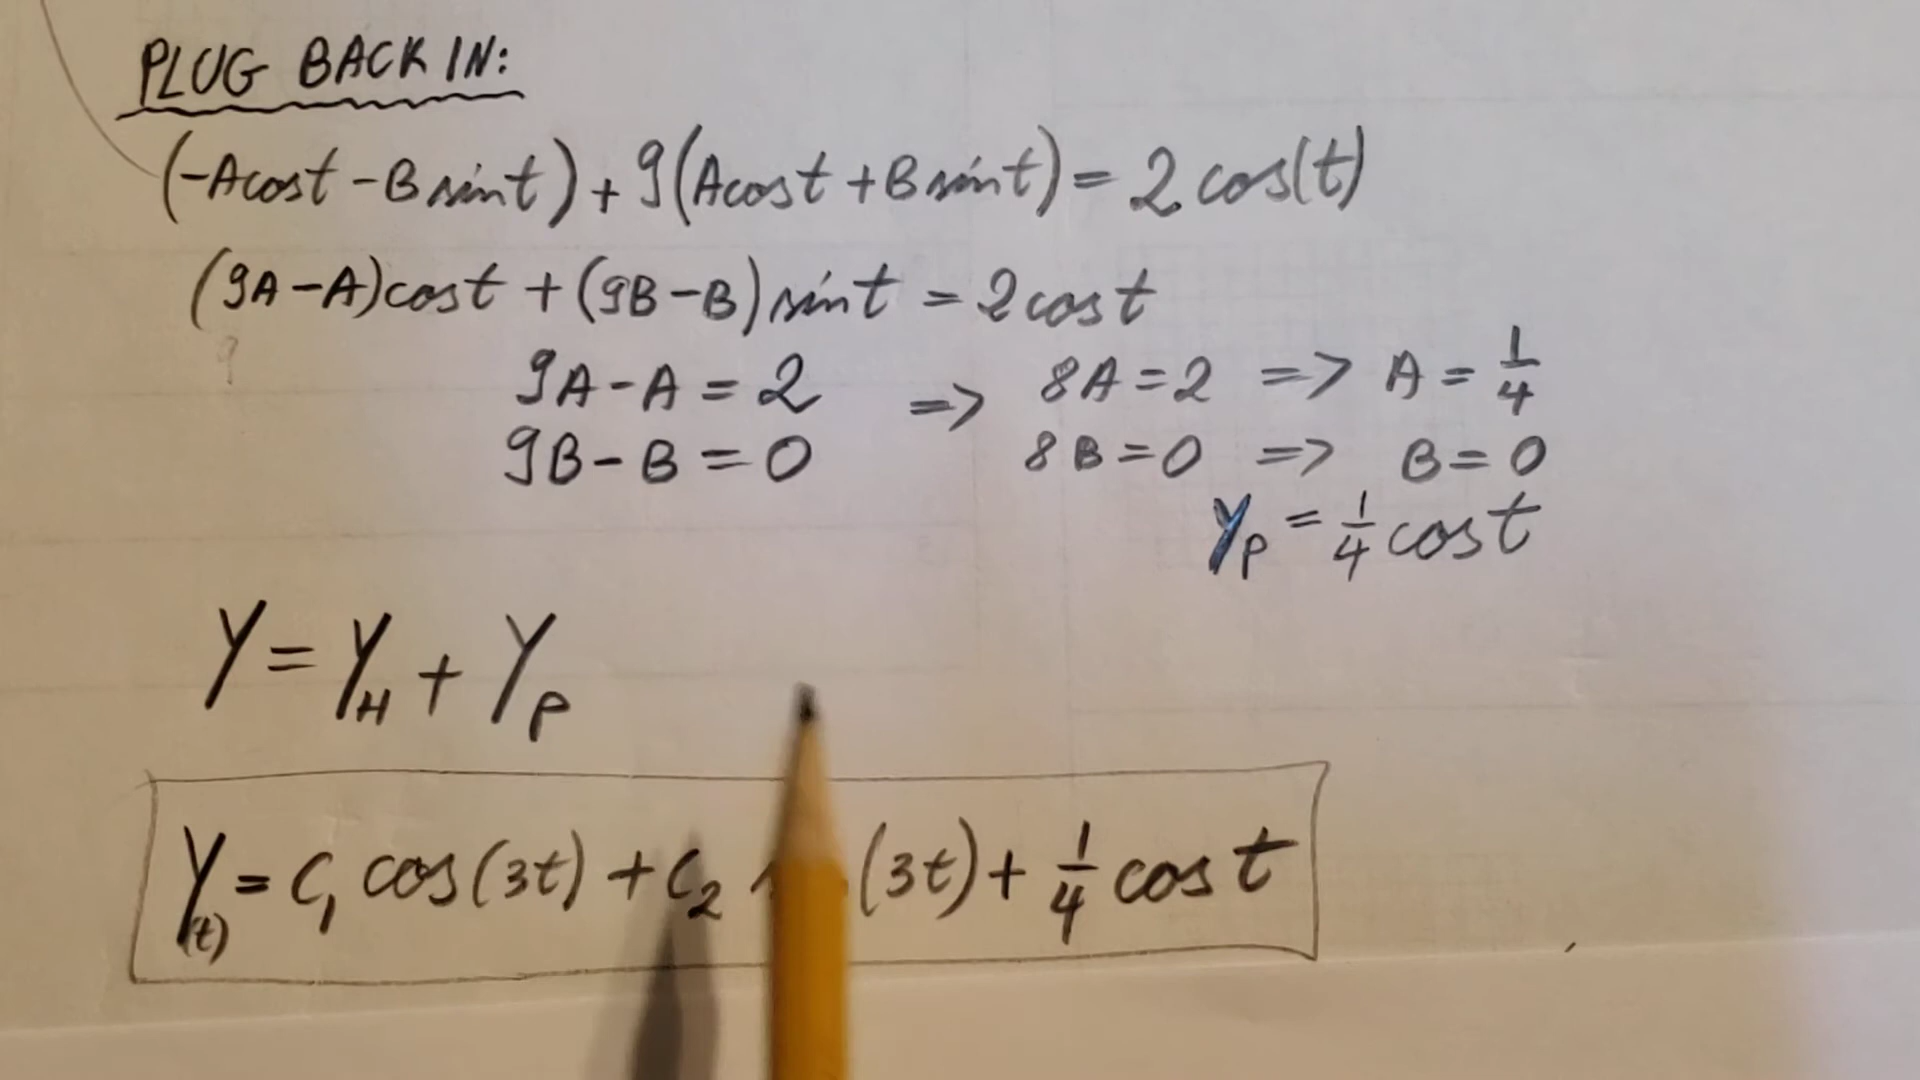 PLUG BACK IN:
(-Acost - Bsint) + 9(Acost + Bsint) = 2cos(t)
(9A-A)cost + (9B-B)sint = 2cost
9A-A = 2 => 8A = 2 => A = 1/4
9B-B = 0 8B = 0 => B = 0
Yp = 1/4 cost
Y = YH + Yp
Y(t) = C1 cos(3t) + C2 (3t) + 1/4 cost